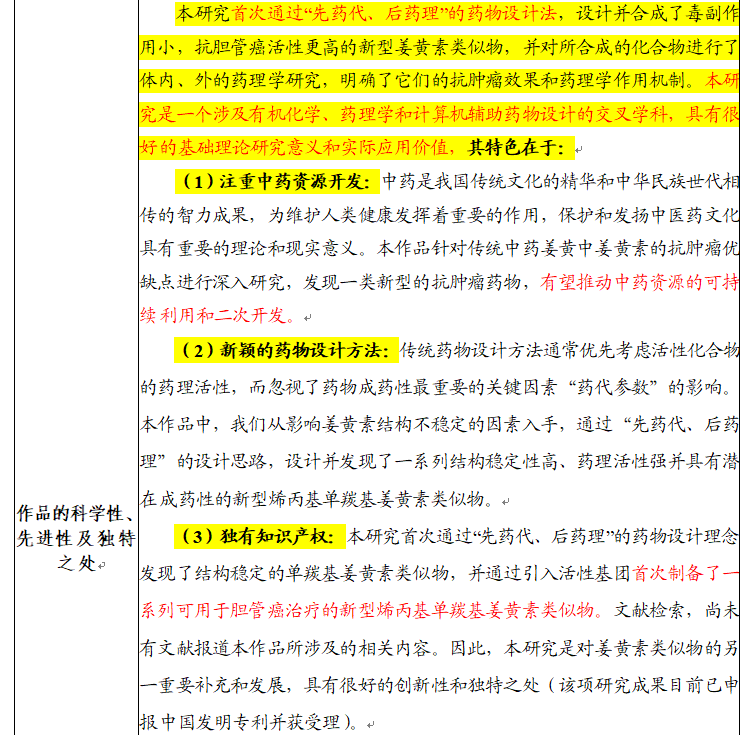 本研究首次通过“先药代、后药理”的药物设计法，设计并合成了毒副作
用小，抗胆管癌活性更高的新型姜黄素类似物，并对所合成的化合物进行了
体内、外的药理学研究，明确了它们的抗肿瘤效果和药理学作用机制。本研
究是一个涉及有机化学、药理学和计算机辅助药物设计的交叉学科，具有很
好的基础理论研究意义和实际应用价值，其特色在于：
（1）注重中药资源开发：中药是我国传统文化的精华和中华民族世代相
传的智力成果，为维护人类健康发挥着重要的作用，保护和发扬中医药文化
具有重要的理论和现实意义。本作品针对传统中药姜黄中姜黄素的抗肿瘤优
缺点进行深入研究，发现一类新型的抗肿瘤药物，有望推动中药资源的可持
续利用和二次开发。
（2）新颖的药物设计方法：传统药物设计方法通常优先考虑活性化合物
的药理活性，而忽视了药物成药性最重要的关键因素“药代参数”的影响。
本作品中，我们从影响姜黄素结构不稳定的因素入手，通过“先药代、后药
理”的设计思路，设计并发现了一系列结构稳定性高、药理活性强并具有潜
在成药性的新型烯丙基单羰基姜黄素类似物。
作品的科学性、
先进性及独特
之处
（3）独有知识产权：本研究首次通过“先药代、后药理”的药物设计理念
发现了结构稳定的单羰基姜黄素类似物，并通过引入活性基团首次制备了一
系列可用于胆管癌治疗的新型烯丙基单羰基姜黄素类似物。文献检索，尚未
有文献报道本作品所涉及的相关内容。因此，本研究是对姜黄素类似物的另
一重要补充和发展，具有很好的创新性和独特之处（该项研究成果目前已申
报中国发明专利并获受理）。